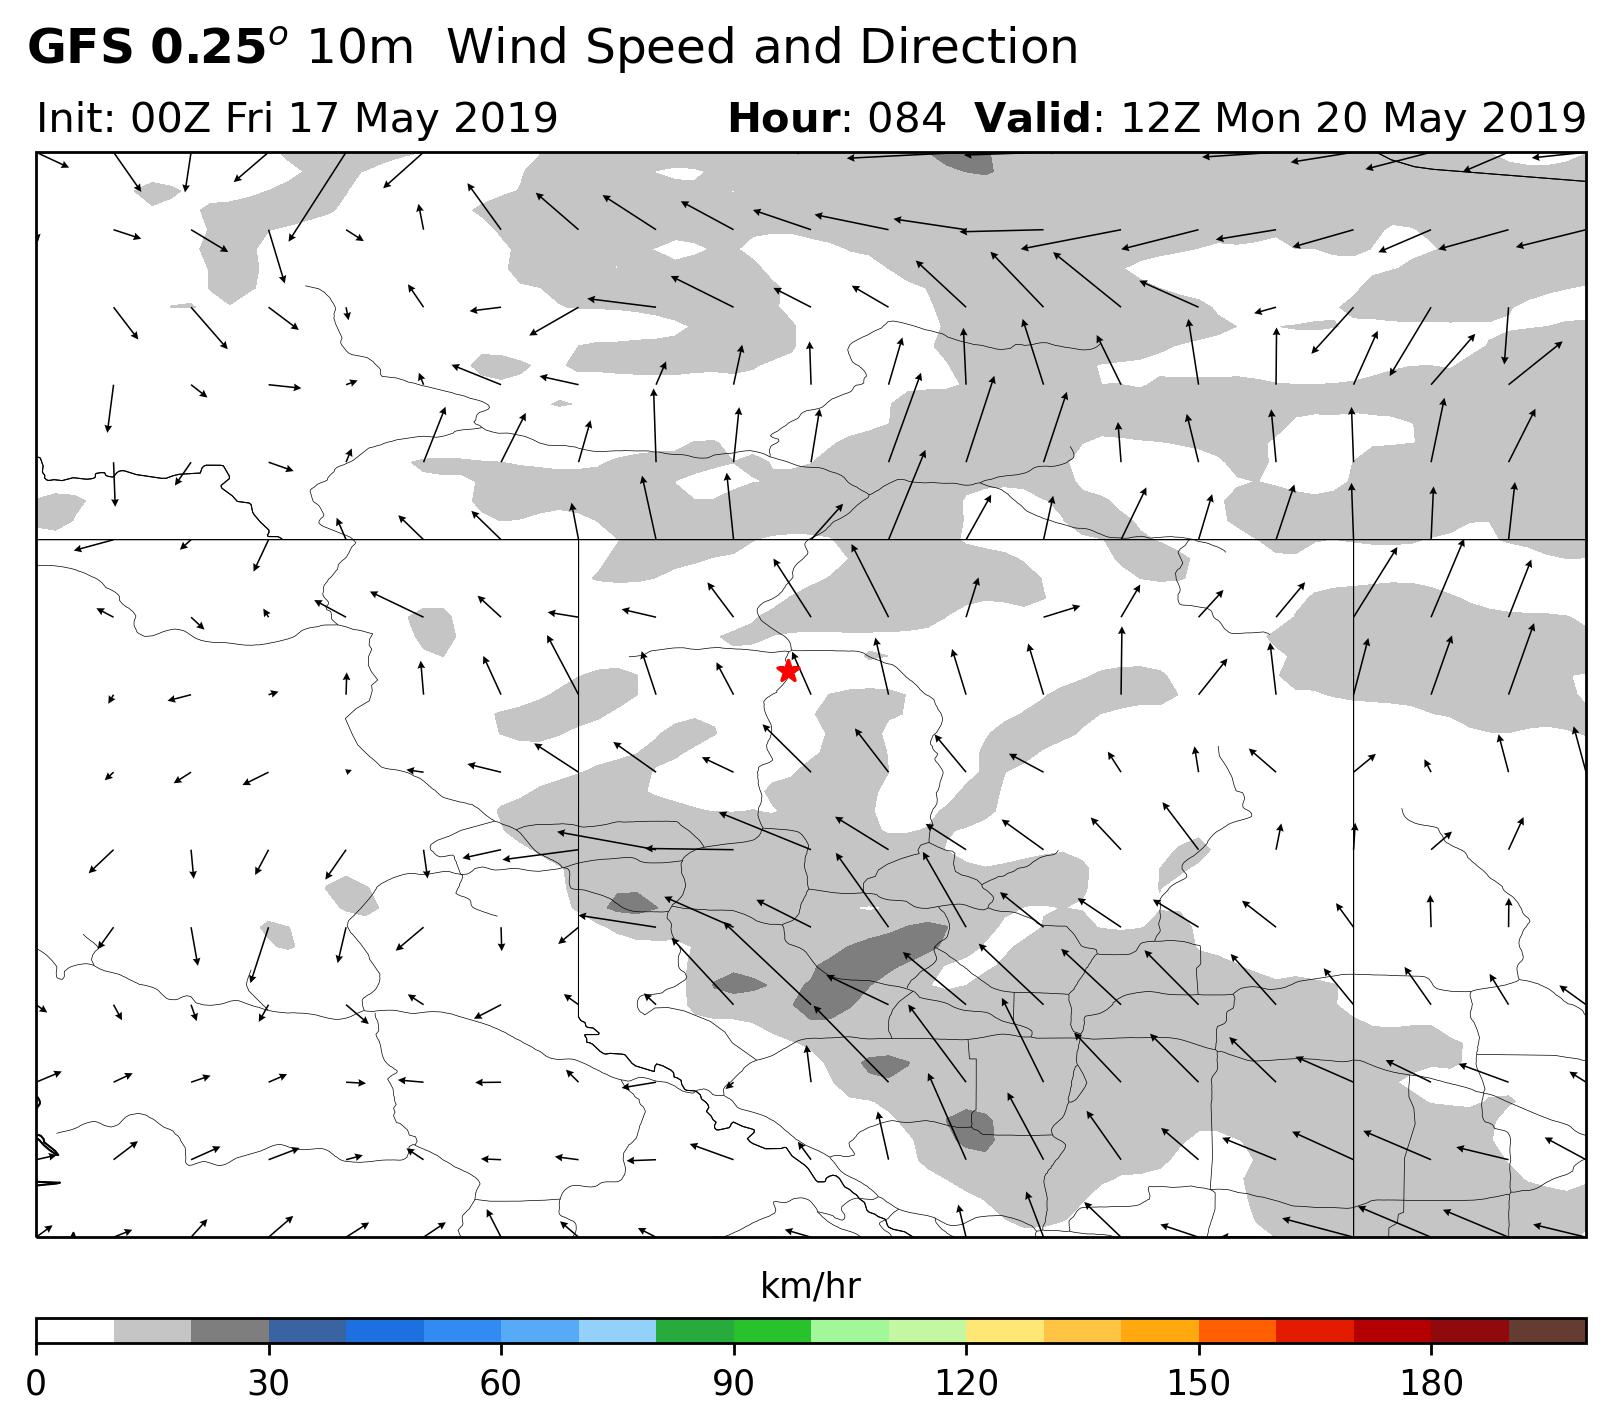 GFS 0.25o 10m Wind Speed and Direction
Init: 00Z Fri 17 May 2019 Hour: 084 Valid: 12Z Mon 20 May 2019
km/hr
0 30 60 90 120 150 180